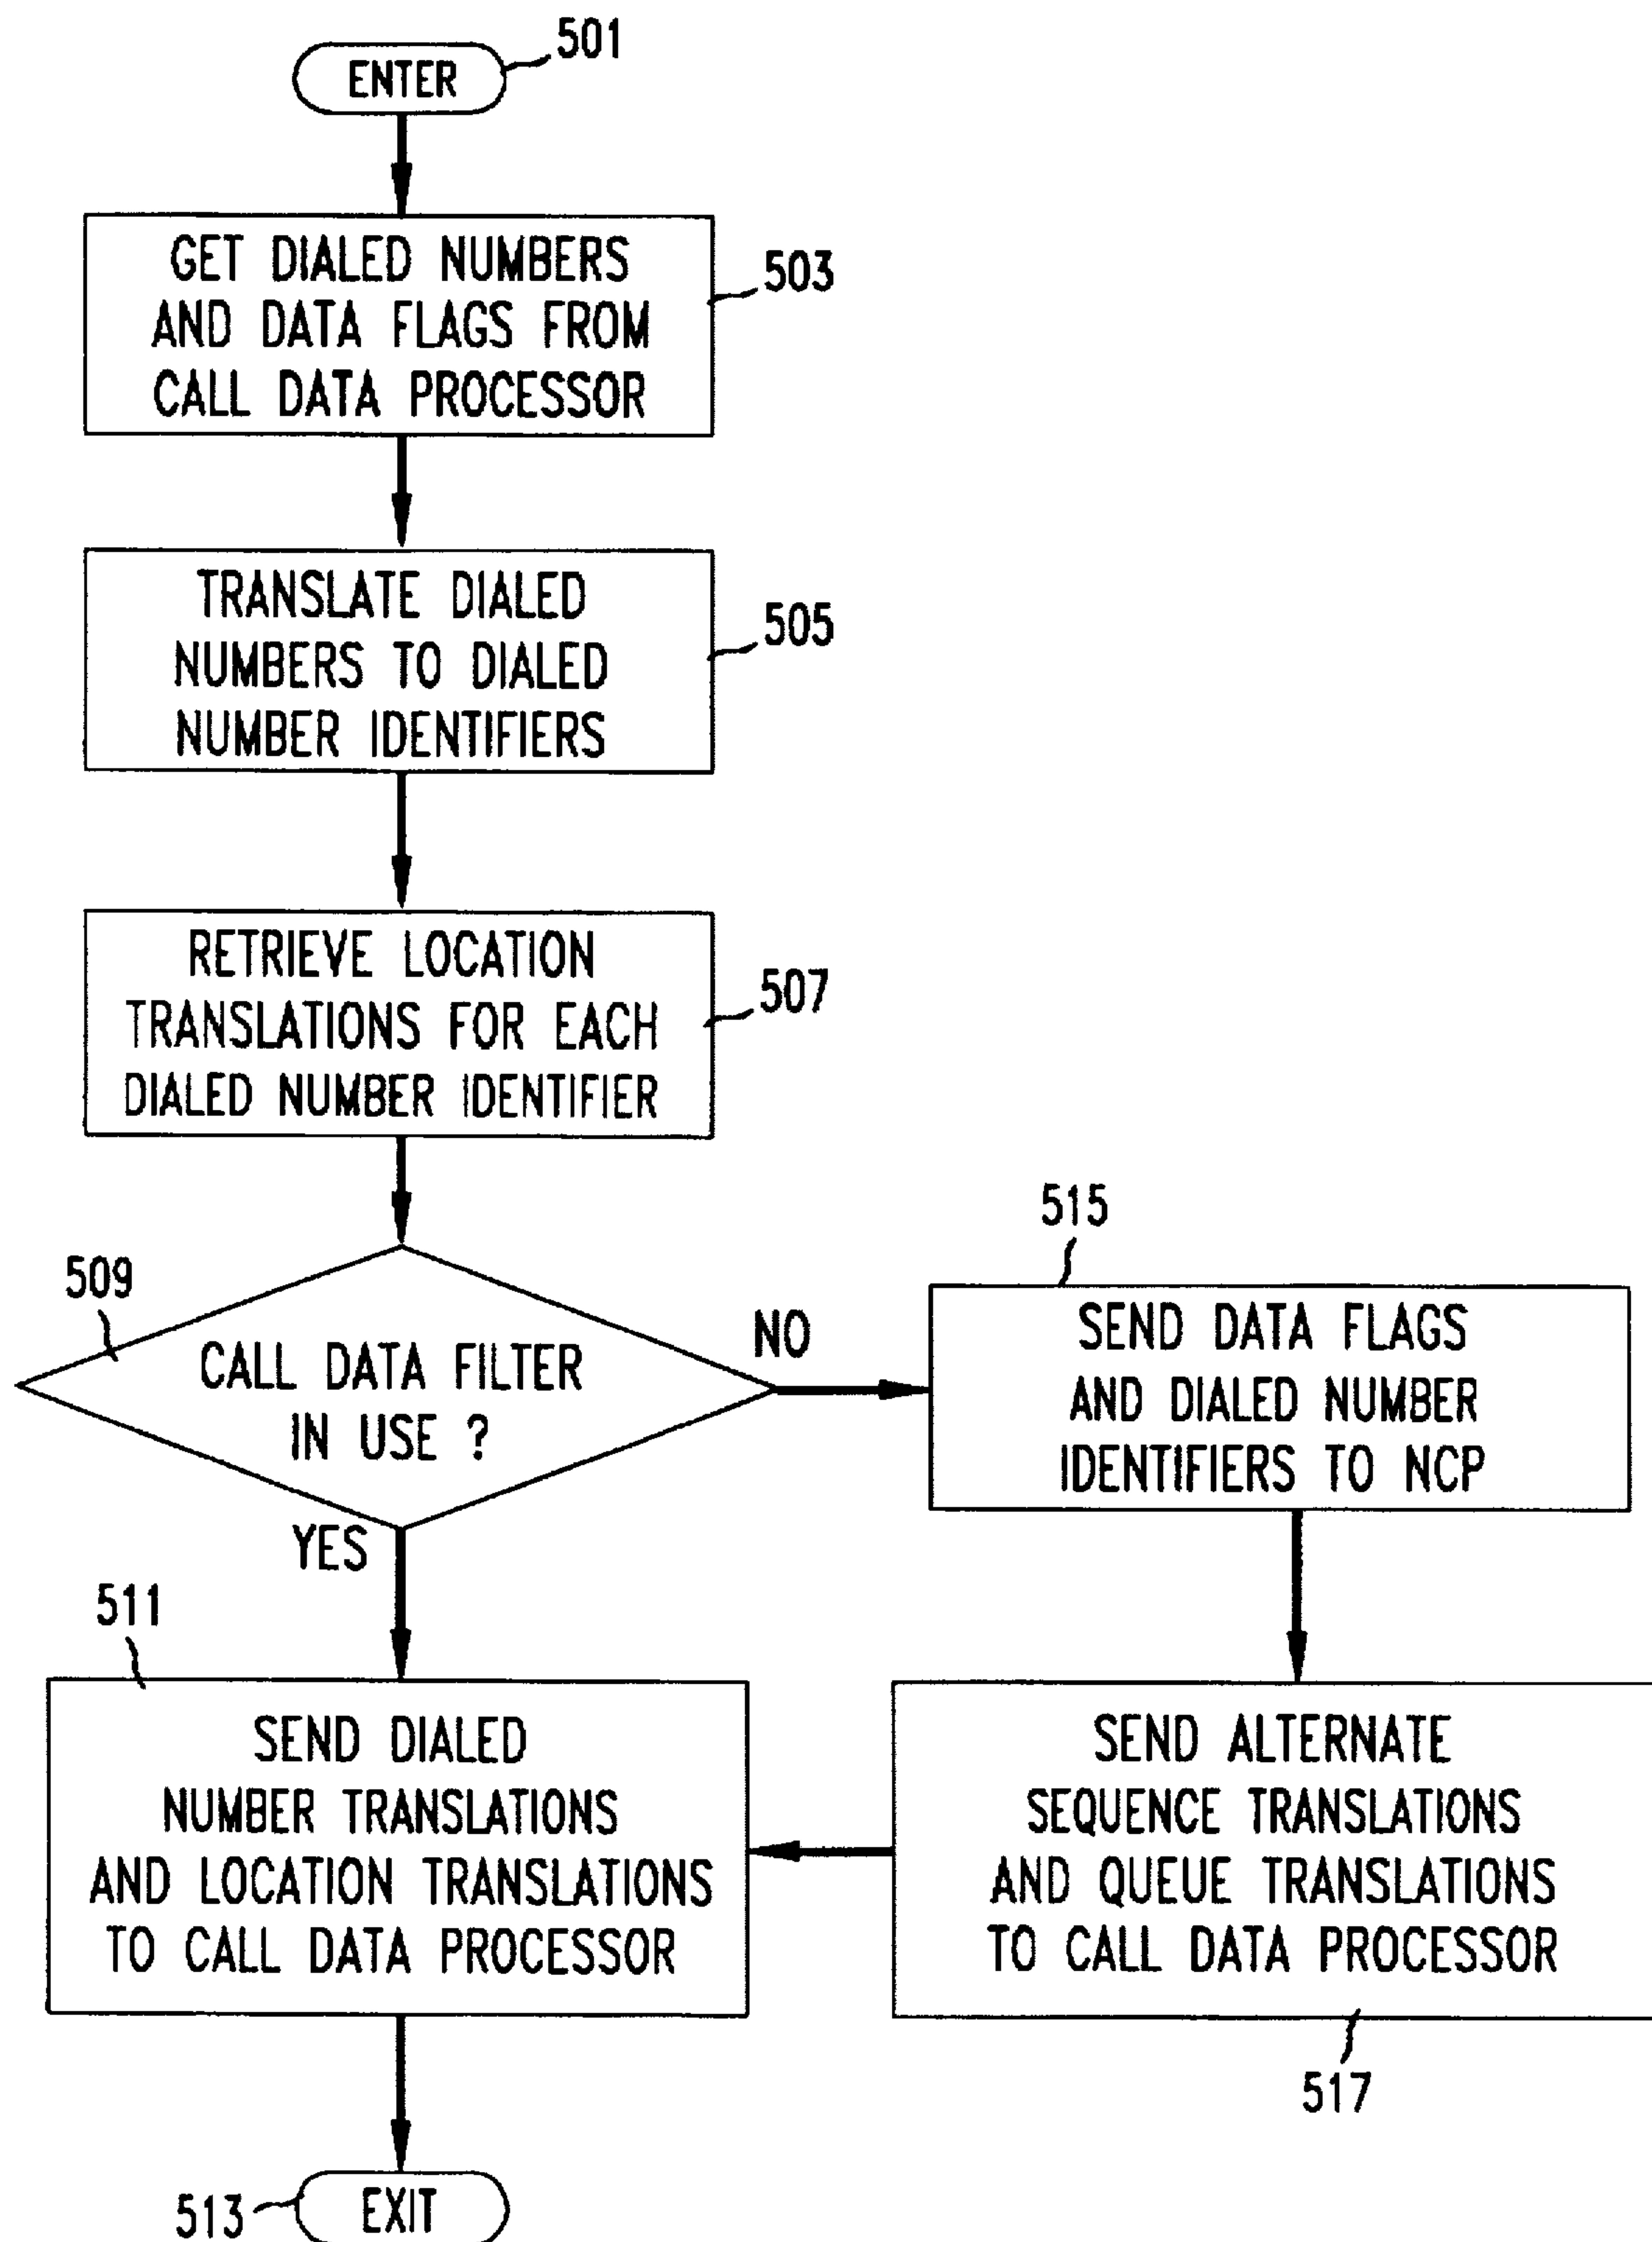 501
ENTER
GET DIALED NUMBERS
AND DATA FLAGS FROM
CALL DATA PROCESSOR
503
TRANSLATE DIALED
NUMBERS TO DIALED
NUMBER IDENTIFIERS
505
RETRIEVE LOCATION
TRANSLATIONS FOR EACH
DIALED NUMBER IDENTIFIER
507
509
CALL DATA FILTER
IN USE ?
NO
YES
515
SEND DATA FLAGS
AND DIALED NUMBER
IDENTIFIERS TO NCP
511
SEND DIALED
NUMBER TRANSLATIONS
AND LOCATION TRANSLATIONS
TO CALL DATA PROCESSOR
SEND ALTERNATE
SEQUENCE TRANSLATIONS
AND QUEUE TRANSLATIONS
TO CALL DATA PROCESSOR
517
513
EXIT